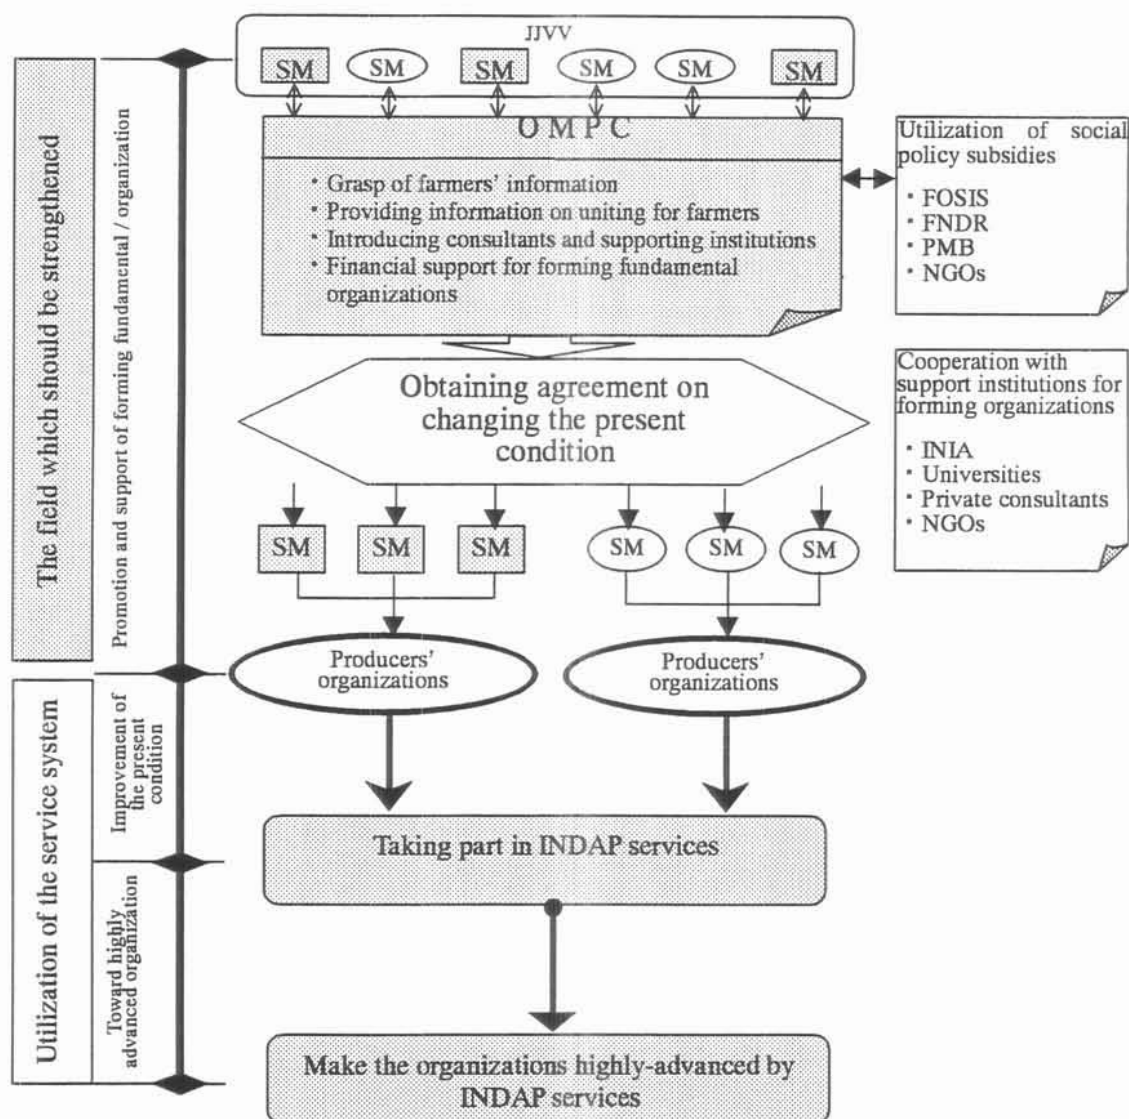 JJVV
SM
SM
SM
SM
SM
SM
O M P C
· Grasp of farmers' information
· Providing information on uniting for farmers
· Introducing consultants and supporting institutions
· Financial support for forming fundamental
organizations
Utilization of social
policy subsidies
· FOSIS
· FNDR
· PMB
· NGOs
Obtaining agreement on
changing the present
condition
Cooperation with
support institutions for
forming organizations
· INIA
· Universities
· Private consultants
· NGOs
SM
SM
SM
SM
SM
SM
Producers'
organizations
Producers'
organizations
Taking part in INDAP services
Make the organizations highly-advanced by
INDAP services
The field which should be strengthened
Promotion and support of forming fundamental / organization
Utilization of the service system
Improvement of
the present
condition
Toward highly
advanced organization